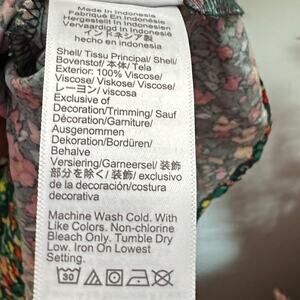 Made in Indonesien
Fabriqué En Indonésie
Hergestellt In Indonesien
Vervaardigd In Indonesië
インドネシア製
hecho en indonesia
Shell/ Tissu Principal/ Shell/
Bovenstof/ 本体/ Tela
Exterior: 100% Viscose/
Viscose/ Viskose/ Viscose/
レーヨン/ viscosa
Exclusive of
Decoration/Trimming/ Sauf
Décoration/Garniture/
Ausgenommen
Dekoration/Bordüren/
Behalve
Versiering/Garneersel/ 装飾
部分を除く/ 装飾/ exclusivo
de la decoración/costura
decorativa
Machine Wash Cold. With
Like Colors. Non-chlorine
Bleach Only. Tumble Dry
Low. Iron On Lowest
Setting.
30